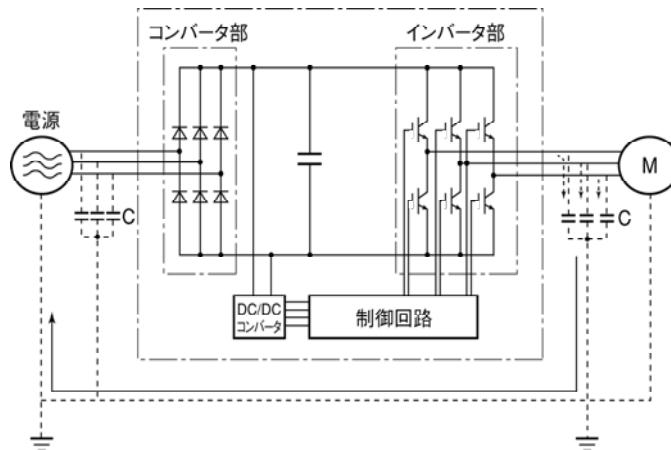 コンバータ部
インバータ部
電源
M
C
C
DC/DC
コンバータ
制御回路